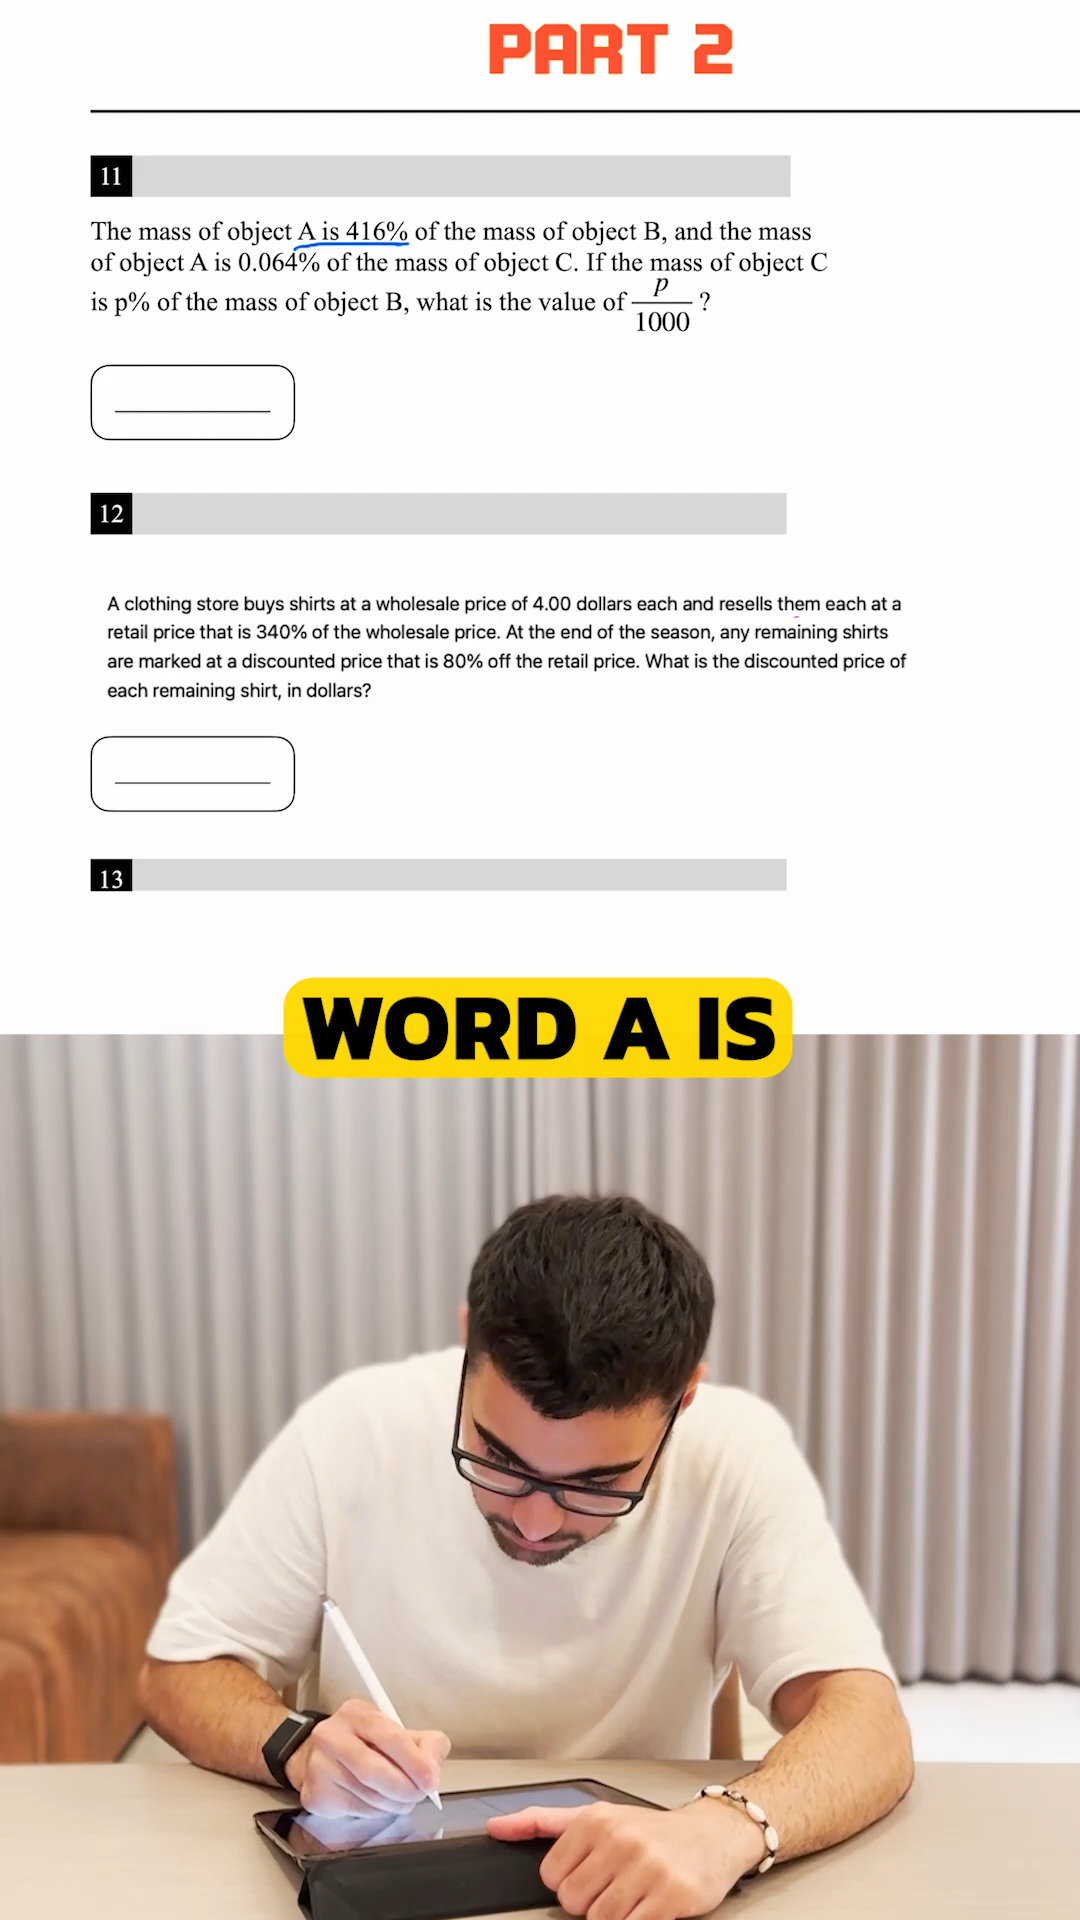 PART 2
11
The mass of object A is 416% of the mass of object B, and the mass
of object A is 0.064% of the mass of object C. If the mass of object C
is p% of the mass of object B, what is the value of p/1000 ?
12
A clothing store buys shirts at a wholesale price of 4.00 dollars each and resells them each at a
retail price that is 340% of the wholesale price. At the end of the season, any remaining shirts
are marked at a discounted price that is 80% off the retail price. What is the discounted price of
each remaining shirt, in dollars?
13
WORD A IS